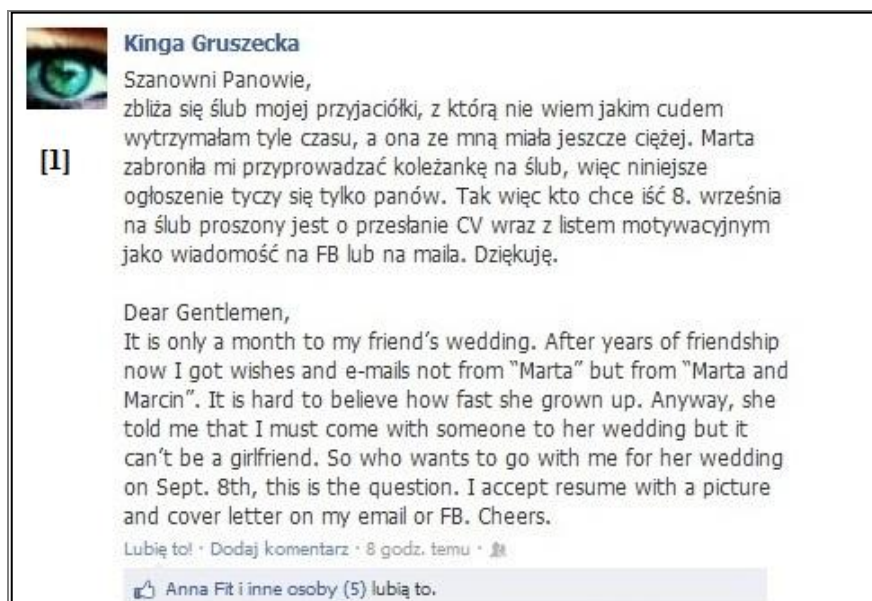 Kinga Gruszecka
Szanowni Panowie,
zbliża się ślub mojej przyjaciółki, z którą nie wiem jakim cudem
wytrzymałam tyle czasu, a ona ze mną miała jeszcze ciężej. Marta
[1]
zabroniła mi przyprowadzać koleżankę na ślub, więc niniejsze
ogłoszenie tyczy się tylko panów. Tak więc kto chce iść 8. września
na ślub proszony jest o przesłanie CV wraz z listem motywacyjnym
jako wiadomość na FB lub na maila. Dziękuję.
Dear Gentlemen,
It is only a month to my friend's wedding. After years of friendship
now I got wishes and e-mails not from "Marta" but from "Marta and
Marcin". It is hard to believe how fast she grown up. Anyway, she
told me that I must come with someone to her wedding but it
can't be a girlfriend. So who wants to go with me for her wedding
on Sept. 8th, this is the question. I accept resume with a picture
and cover letter on my email or FB. Cheers.
Lubię to! · Dodaj komentarz · 8 godz. temu ·
Anna Fit i inne osoby (5) lubią to.